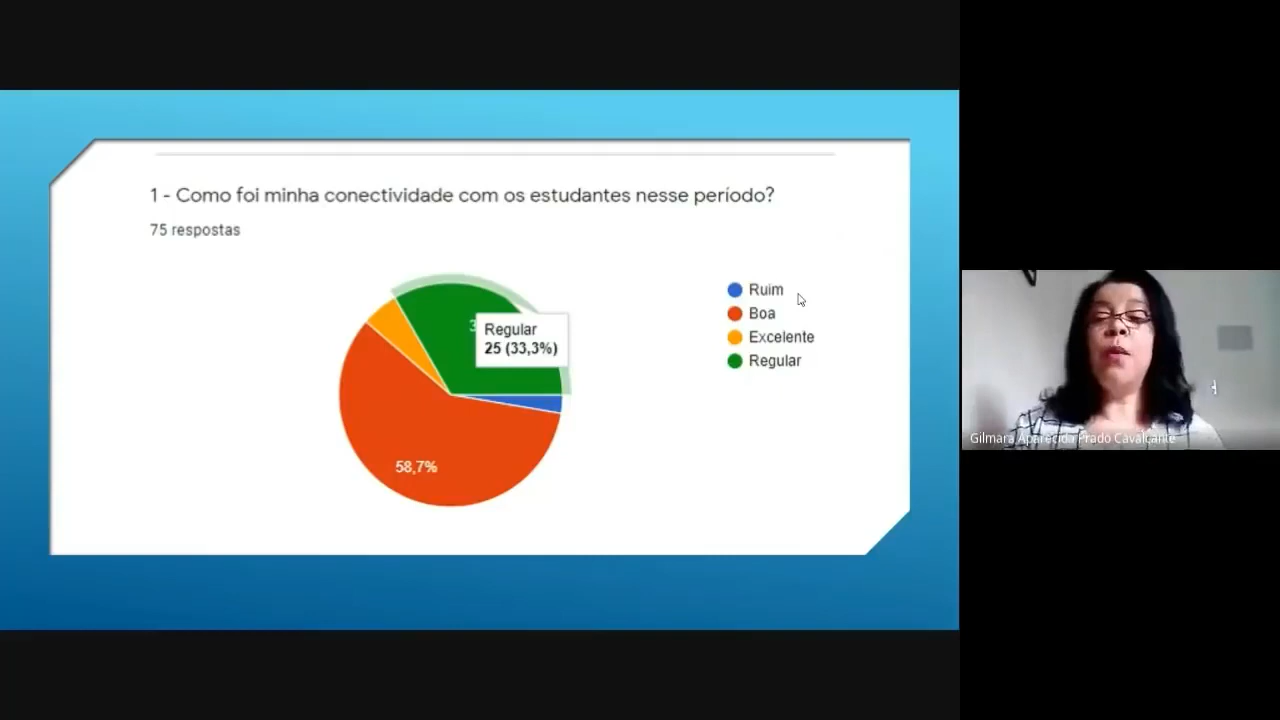 1 - Como foi minha conectividade com os estudantes nesse período?
75 respostas
Ruim
Boa
Excelente
Regular
Regular
25 (33,3%)
58,7%
Gilmara Aparecida Prado Cavalcante